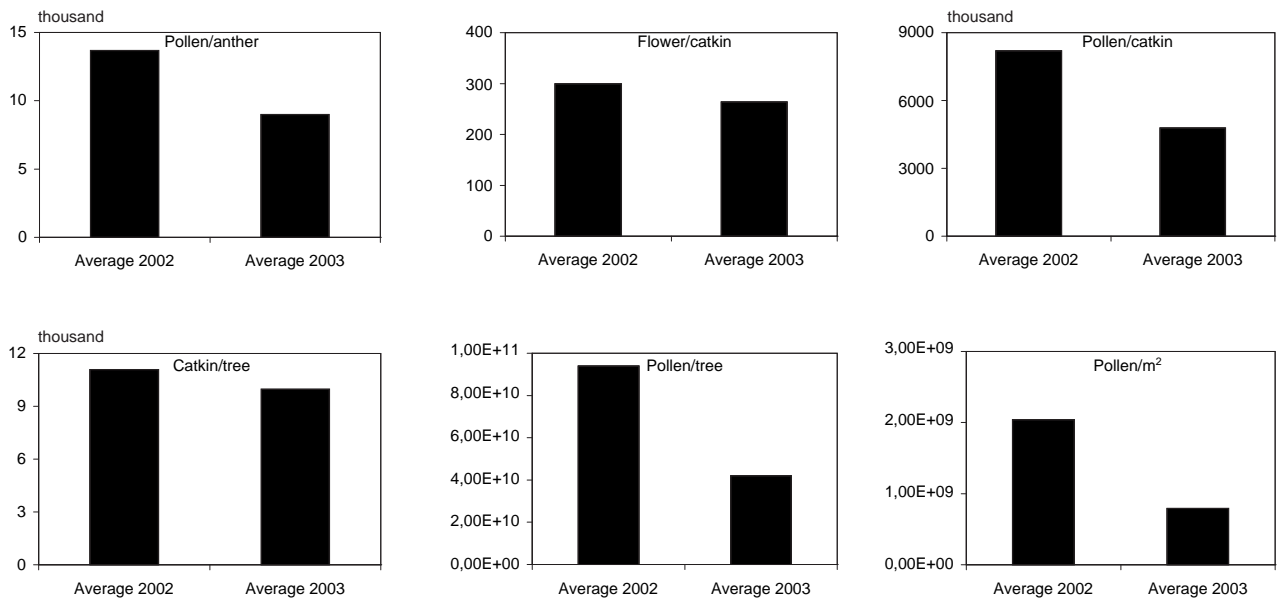 thousand
Pollen/anther
15
10
5
0
Average 2002 Average 2003
Flower/catkin
400
300
200
100
0
Average 2002 Average 2003
thousand
Pollen/catkin
9000
6000
3000
0
Average 2002 Average 2003
thousand
Catkin/tree
12
9
6
3
0
Average 2002 Average 2003
Pollen/tree
1,00E+11
8,00E+10
6,00E+10
4,00E+10
2,00E+10
0,00E+00
Average 2002 Average 2003
Pollen/m²
3,00E+09
2,00E+09
1,00E+09
0,00E+00
Average 2002 Average 2003